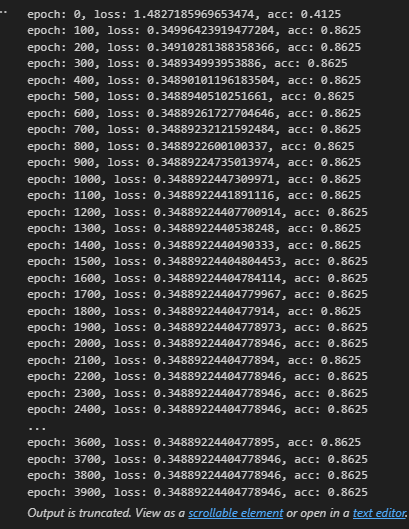 epoch: 0, loss: 1.4827185969653474, acc: 0.4125
epoch: 100, loss: 0.34996423919477204, acc: 0.8625
epoch: 200, loss: 0.34910281388358366, acc: 0.8625
epoch: 300, loss: 0.348934993953886, acc: 0.8625
epoch: 400, loss: 0.34890101196183504, acc: 0.8625
epoch: 500, loss: 0.3488940510251661, acc: 0.8625
epoch: 600, loss: 0.34889261727704646, acc: 0.8625
epoch: 700, loss: 0.34889232121592484, acc: 0.8625
epoch: 800, loss: 0.3488922600100337, acc: 0.8625
epoch: 900, loss: 0.34889224735013974, acc: 0.8625
epoch: 1000, loss: 0.3488922447309971, acc: 0.8625
epoch: 1100, loss: 0.3488922441891116, acc: 0.8625
epoch: 1200, loss: 0.34889224407700914, acc: 0.8625
epoch: 1300, loss: 0.3488922440538248, acc: 0.8625
epoch: 1400, loss: 0.3488922440490333, acc: 0.8625
epoch: 1500, loss: 0.34889224404804453, acc: 0.8625
epoch: 1600, loss: 0.34889224404784114, acc: 0.8625
epoch: 1700, loss: 0.34889224404779967, acc: 0.8625
epoch: 1800, loss: 0.3488922440477914, acc: 0.8625
epoch: 1900, loss: 0.34889224404778973, acc: 0.8625
epoch: 2000, loss: 0.34889224404778946, acc: 0.8625
epoch: 2100, loss: 0.3488922440477894, acc: 0.8625
epoch: 2200, loss: 0.34889224404778946, acc: 0.8625
epoch: 2300, loss: 0.34889224404778946, acc: 0.8625
epoch: 2400, loss: 0.34889224404778946, acc: 0.8625
...
epoch: 3600, loss: 0.3488922440477895, acc: 0.8625
epoch: 3700, loss: 0.34889224404778946, acc: 0.8625
epoch: 3800, loss: 0.34889224404778946, acc: 0.8625
epoch: 3900, loss: 0.34889224404778946, acc: 0.8625
Output is truncated. View as a scrollable element or open in a text editor.